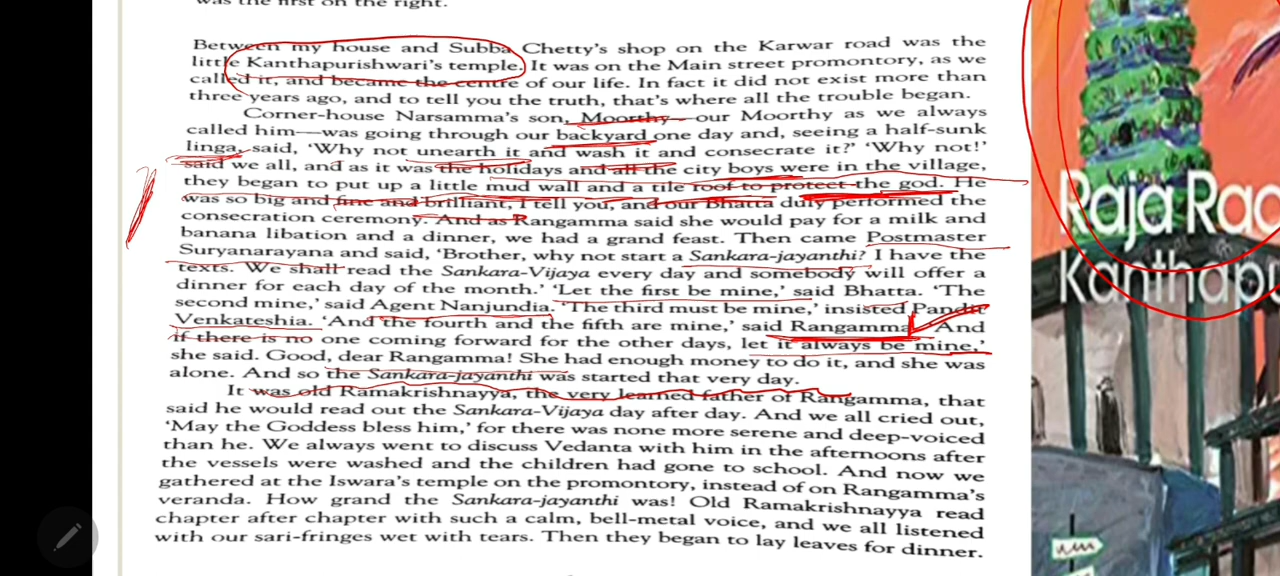 was the first on the right.
Between my house and Subba Chetty's shop on the Karwar road was the
little Kanthapurishwari's temple. It was on the Main street promontory, as we
called it, and became the centre of our life. In fact it did not exist more than
three years ago, and to tell you the truth, that's where all the trouble began.
Corner-house Narsamma's son, Moorthy—our Moorthy as we always
called him—was going through our backyard one day and, seeing a half-sunk
linga, said, 'Why not unearth it and wash it and consecrate it?' 'Why not!'
said we all, and as it was the holidays and all the city boys were in the village,
they began to put up a little mud wall and a tile roof to protect the god. He
was so big and fine and brilliant, I tell you, and our Bhatta duly performed the
consecration ceremony. And as Rangamma said she would pay for a milk and
banana libation and a dinner, we had a grand feast. Then came Postmaster
Suryanarayana and said, 'Brother, why not start a Sankara-jayanthi? I have the
texts. We shall read the Sankara-Vijaya every day and somebody will offer a
dinner for each day of the month.' 'Let the first be mine,' said Bhatta. 'The
second mine,' said Agent Nanjundia. 'The third must be mine,' insisted Pandit
Venkateshia. 'And the fourth and the fifth are mine,' said Rangamma. 'And
if there is no one coming forward for the other days, let it always be mine,'
she said. Good, dear Rangamma! She had enough money to do it, and she was
alone. And so the Sankara-jayanthi was started that very day.
It was old Ramakrishnayya, the very learned father of Rangamma, that
said he would read out the Sankara-Vijaya day after day. And we all cried out,
'May the Goddess bless him,' for there was none more serene and deep-voiced
than he. We always went to discuss Vedanta with him in the afternoons after
the vessels were washed and the children had gone to school. And now we
gathered at the Iswara's temple on the promontory, instead of on Rangamma's
veranda. How grand the Sankara-jayanthi was! Old Ramakrishnayya read
chapter after chapter with such a calm, bell-metal voice, and we all listened
with our sari-fringes wet with tears. Then they began to lay leaves for dinner.
Raja Rao
Kanthapu